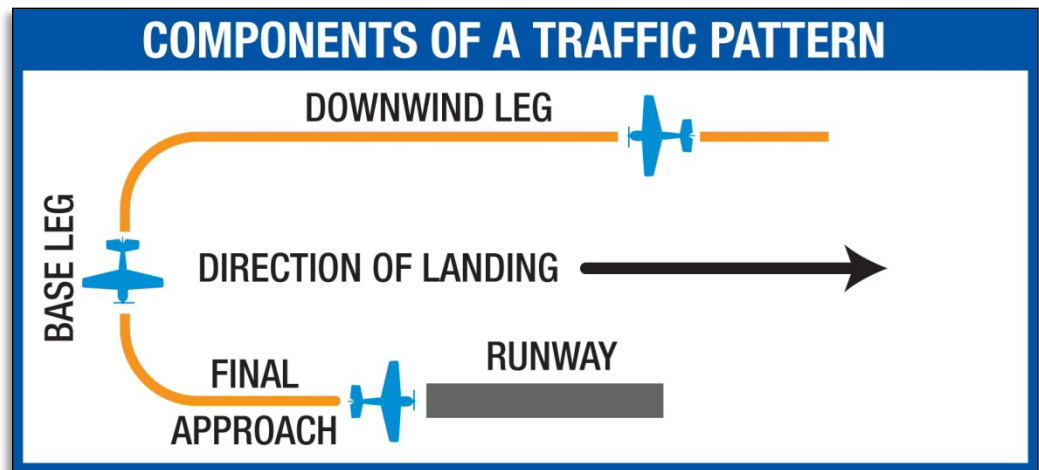 COMPONENTS OF A TRAFFIC PATTERN
DOWNWIND LEG
BASE LEG
DIRECTION OF LANDING
RUNWAY
FINAL
APPROACH